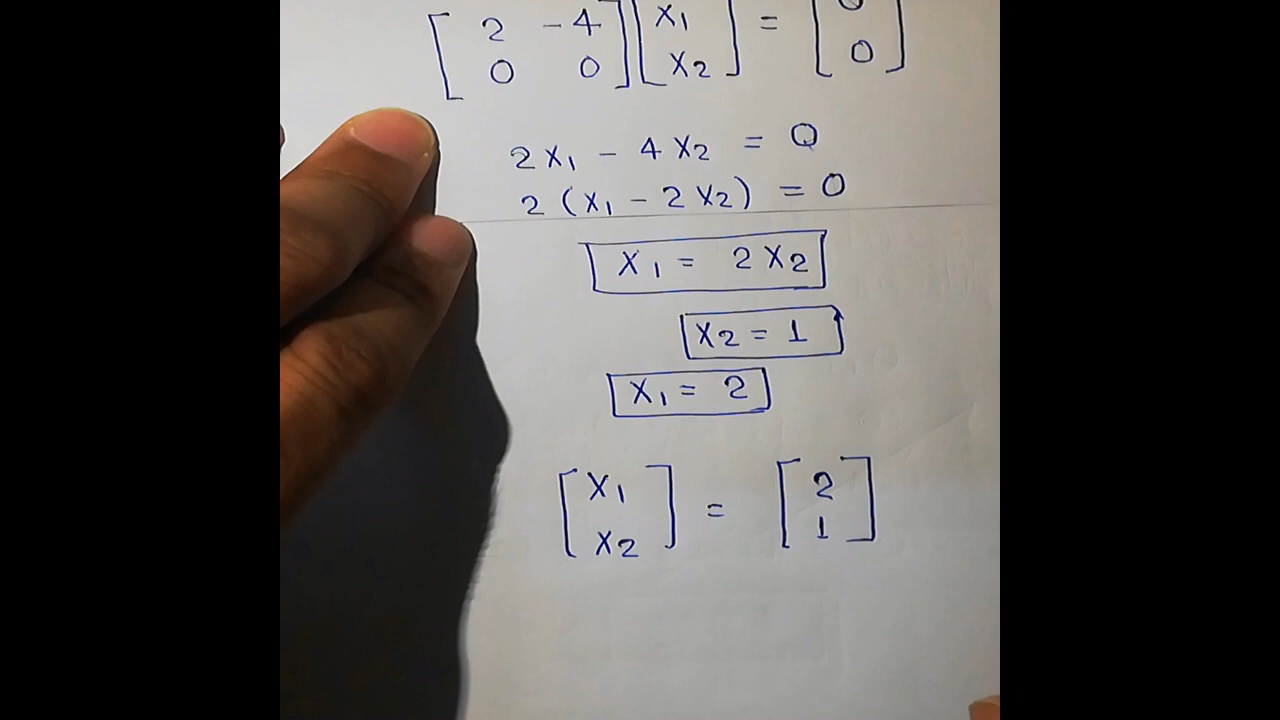 [ 2 -4 ] [ x1 ] = [ 0 ]
[ 0 0 ] [ x2 ] = [ 0 ]
2x1 - 4x2 = 0
2(x1 - 2x2) = 0
x1 = 2x2
x2 = 1
x1 = 2
[ x1 ] = [ 2 ]
[ x2 ] = [ 1 ]